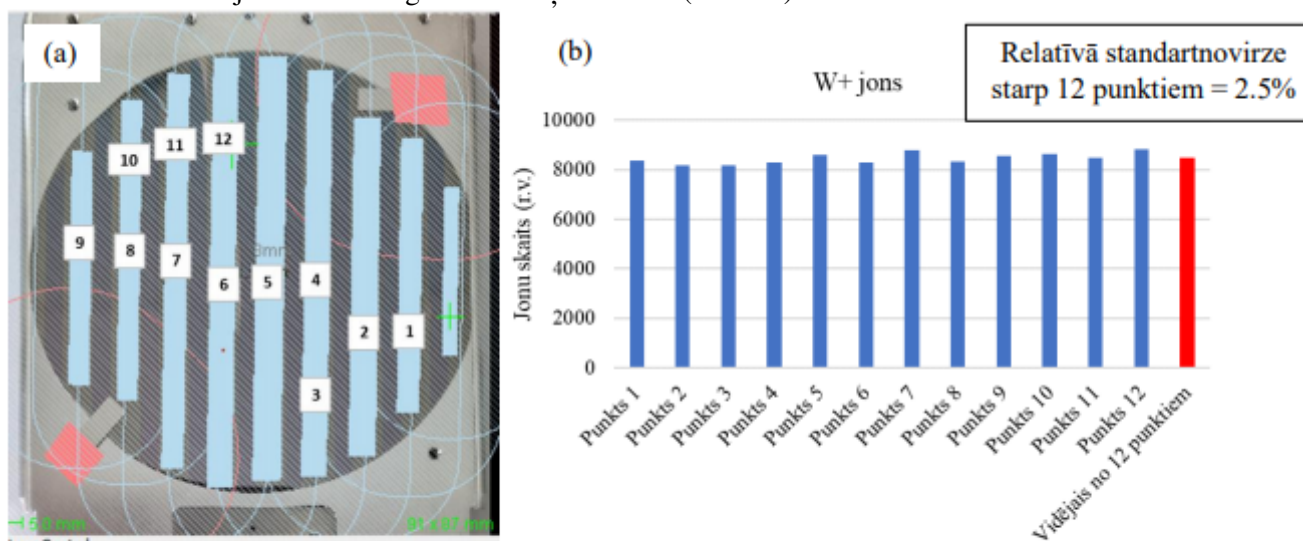 (a)
12
11
10
9
8
7
6
5
4
2
1
3
5.0 mm
(b)
Relatīvā standartnovirze
starp 12 punktiem = 2.5%
W+ jons
Jonu skaits (r.v.)
10000
8000
6000
4000
2000
0
Punkts 1
Punkts 2
Punkts 3
Punkts 4
Punkts 5
Punkts 6
Punkts 7
Punkts 8
Punkts 9
Punkts 10
Punkts 11
Punkts 12
Vidējais no 12 punktiem